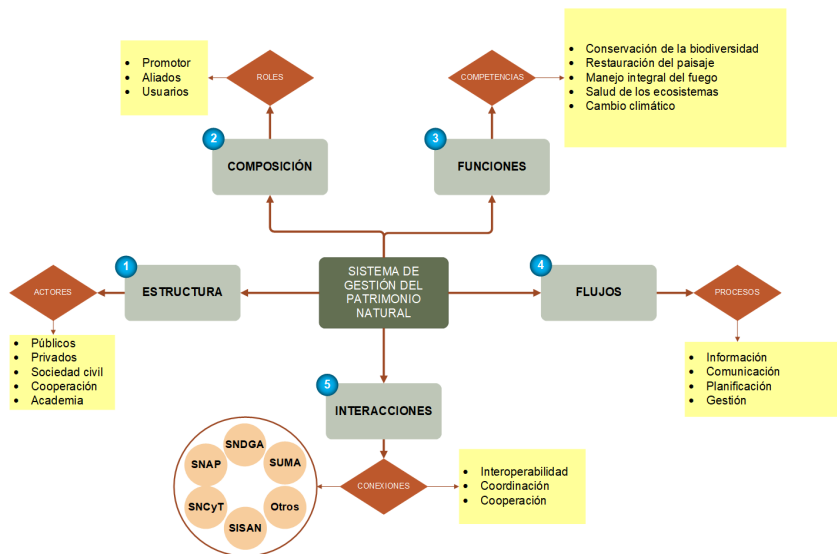 SISTEMA DE
GESTIÓN DEL
PATRIMONIO
NATURAL
1
ESTRUCTURA
ACTORES
• Públicos
• Privados
• Sociedad civil
• Cooperación
• Academia
2
COMPOSICIÓN
ROLES
• Promotor
• Aliados
• Usuarios
3
FUNCIONES
COMPETENCIAS
• Conservación de la biodiversidad
• Restauración del paisaje
• Manejo integral del fuego
• Salud de los ecosistemas
• Cambio climático
4
FLUJOS
PROCESOS
• Información
• Comunicación
• Planificación
• Gestión
5
INTERACCIONES
CONEXIONES
• Interoperabilidad
• Coordinación
• Cooperación
SNDGA
SUMA
Otros
SISAN
SNCyT
SNAP